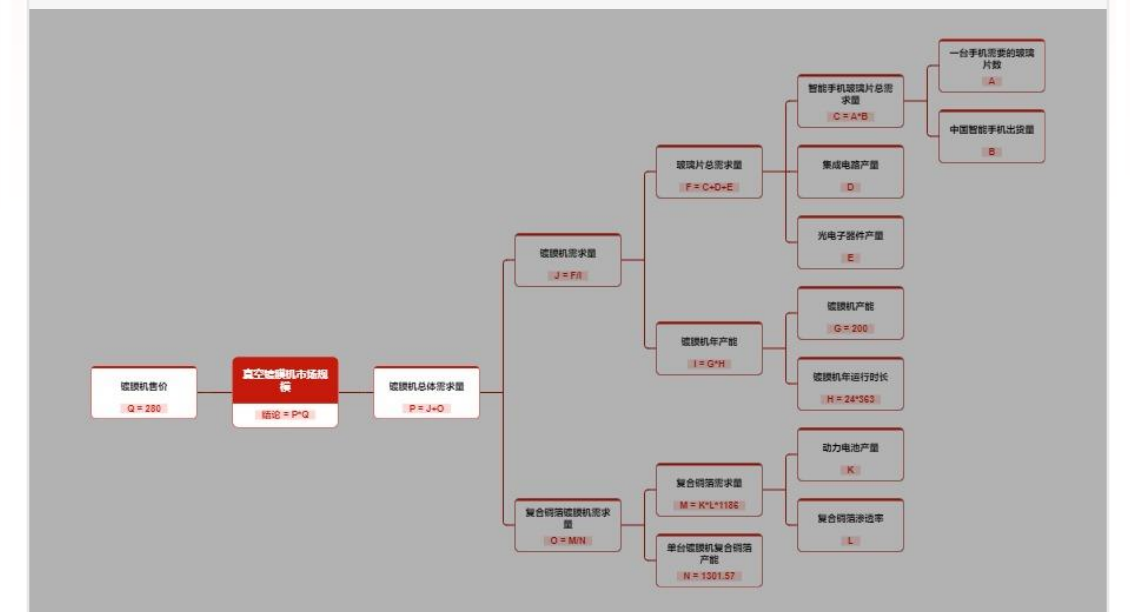 一台手机需要的玻璃
片数
A
智能手机玻璃片总需
求量
C = A*B
中国智能手机出货量
B
玻璃片总需求量
F = C+D+E
集成电路产量
D
光电子器件产量
E
镀膜机需求量
J = F/I
镀膜机产能
G = 200
镀膜机年产能
I = G*H
镀膜机年运行时长
H = 24*363
镀膜机售价
Q = 280
真空镀膜机市场规
模
结论 = P*Q
镀膜机总体需求量
P = J+O
动力电池产量
K
复合铜箔需求量
M = K*L*1186
复合铜箔渗透率
L
复合铜箔镀膜机需求
量
O = M/N
单台镀膜机复合铜箔
产能
N = 1301.57